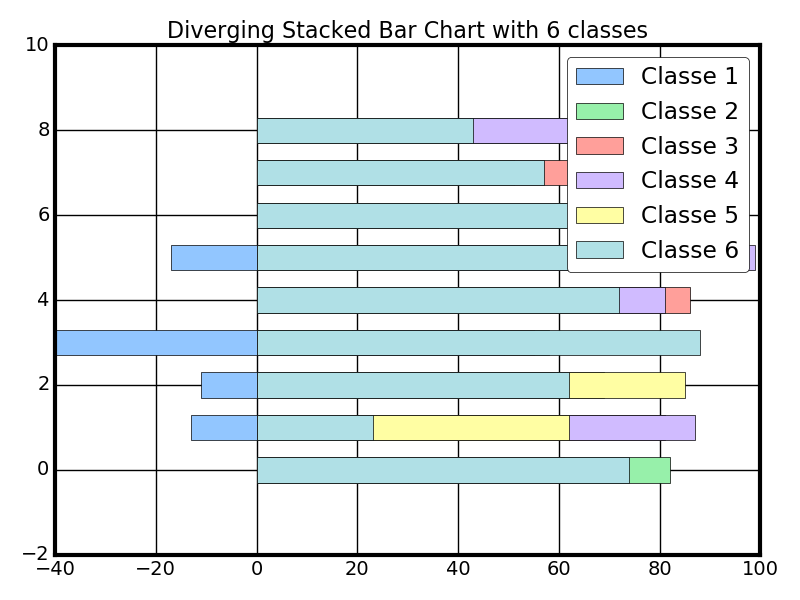 Diverging Stacked Bar Chart with 6 classes
10
8
6
4
2
0
−2
−40 −20 0 20 40 60 80 100
Classe 1
Classe 2
Classe 3
Classe 4
Classe 5
Classe 6